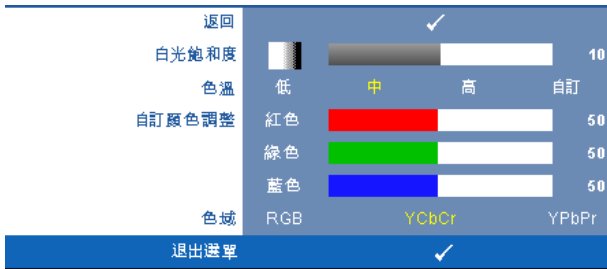 返回
白光飽和度 10
色溫 低 中 高 自訂
自訂顏色調整 紅色 50
綠色 50
藍色 50
色域 RGB YCbCr YPbPr
退出選單